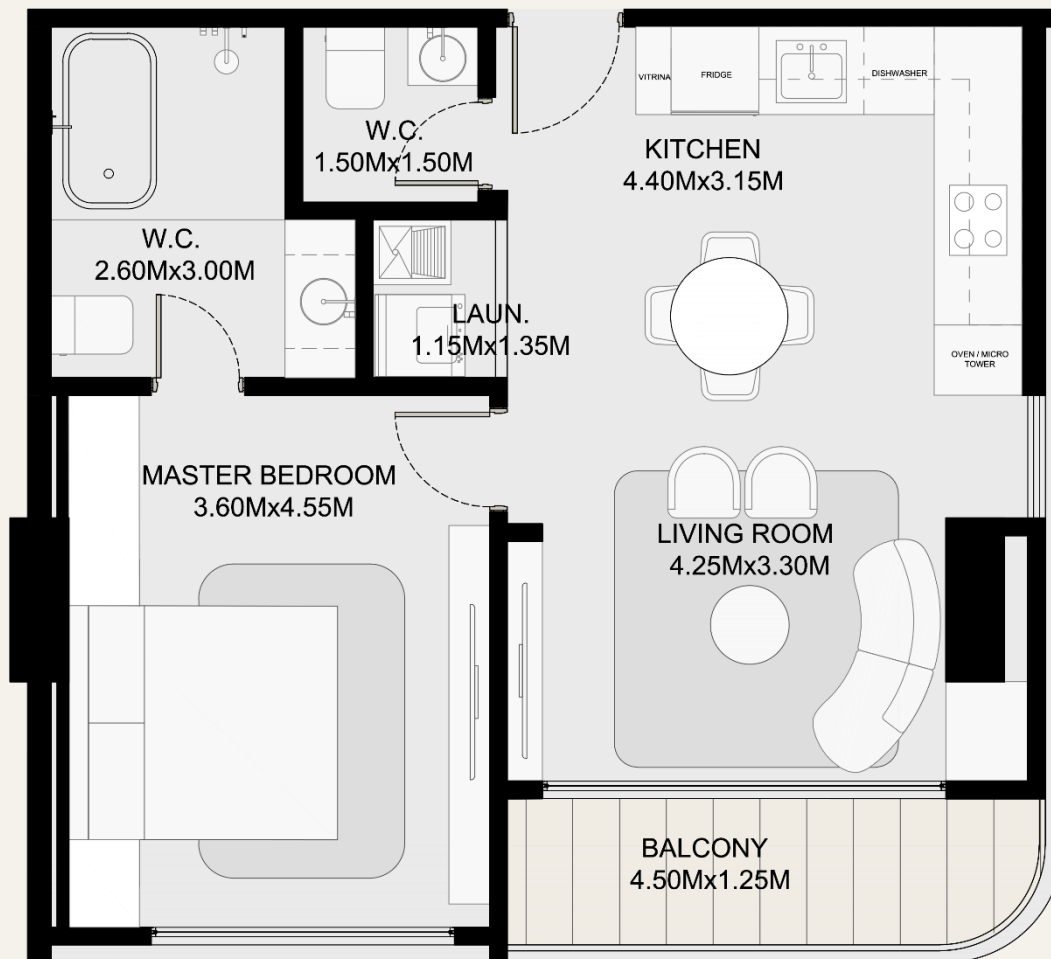 VITRINA
FRIDGE
DISHWASHER
W.C.
1.50Mx1.50M
KITCHEN
4.40Mx3.15M
W.C.
2.60Mx3.00M
LAUN.
1.15Mx1.35M
OVEN / MICRO
TOWER
MASTER BEDROOM
3.60Mx4.55M
LIVING ROOM
4.25Mx3.30M
BALCONY
4.50Mx1.25M